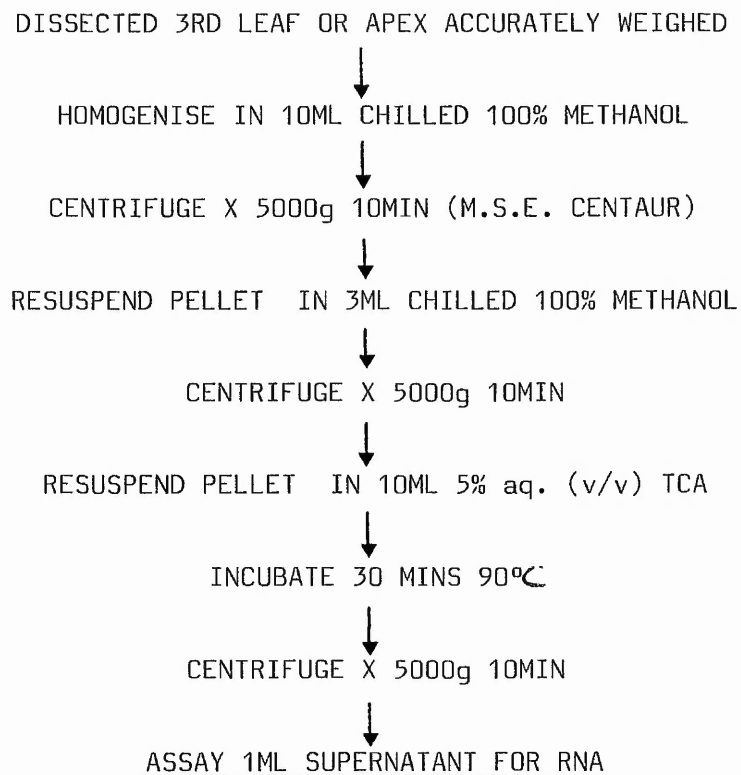 DISSECTED 3RD LEAF OR APEX ACCURATELY WEIGHED
HOMOGENISE IN 10ML CHILLED 100% METHANOL
CENTRIFUGE X 5000g 10MIN (M.S.E. CENTAUR)
RESUSPEND PELLET IN 3ML CHILLED 100% METHANOL
CENTRIFUGE X 5000g 10MIN
RESUSPEND PELLET IN 10ML 5% aq. (v/v) TCA
INCUBATE 30 MINS 90ºC
CENTRIFUGE X 5000g 10MIN
ASSAY 1ML SUPERNATANT FOR RNA